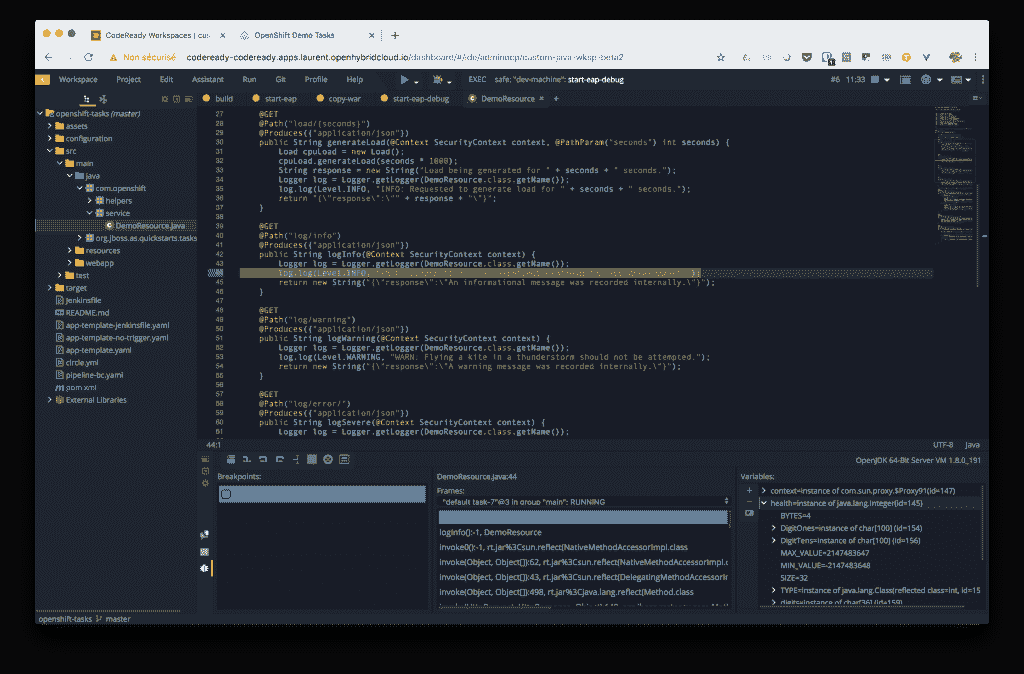 CodeReady Workspaces | cus
OpenShift Demo Tasks
Non sécurisé
codeready-codeready.apps.laurent.openhybridcloud.io/dashboard/#/ide/adminocp/custom-java-wksp-beta2
Workspace Project Edit Assistant Run Git Profile Help
EXEC safe; "dev-machine": start-eap-debug
#6 11:33
openshift-tasks (master)
assets
configuration
src
main
java
com.openshift
helpers
service
DemoResource.java
org.jboss.as.quickstarts.tasks
resources
webapp
test
target
Jenkinsfile
README.md
app-template-jenkinsfile.yaml
app-template-no-trigger.yaml
app-template.yaml
circle.yml
pipeline-bc.yaml
pom.xml
External Libraries
build start-eap copy-war start-eap-debug DemoResource
27 @GET
28 @Path("load/{seconds}")
29 @Produces({"application/json"})
30 public String generateLoad(@Context SecurityContext context, @PathParam("seconds") int seconds) {
31 Load cpuLoad = new Load();
32 cpuLoad.generateLoad(seconds * 1000);
33 String response = new String("Load being generated for " + seconds + " seconds.");
34 Logger log = Logger.getLogger(DemoResource.class.getName());
35 log.log(Level.INFO, "INFO: Requested to generate load for " + seconds + " seconds.");
36 return "{\"response\":\"" + response + "\"}";
37 }
38
39 @GET
40 @Path("log/info")
41 @Produces({"application/json"})
42 public String logInfo(@Context SecurityContext context) {
43 Logger log = Logger.getLogger(DemoResource.class.getName());
log.log(Level.INFO,
45 return new String("{\"response\":\"An informational message was recorded internally.\"}");
46 }
47
48 @GET
49 @Path("log/warning")
50 @Produces({"application/json"})
51 public String logWarning(@Context SecurityContext context) {
52 Logger log = Logger.getLogger(DemoResource.class.getName());
53 log.log(Level.WARNING, "WARN: Flying a kite in a thunderstorm should not be attempted.");
54 return new String("{\"response\":\"A warning message was recorded internally.\"}");
55 }
56
57 @GET
58 @Path("log/error/")
59 @Produces({"application/json"})
60 public String logSevere(@Context SecurityContext context) {
61 Logger log = Logger.getLogger(DemoResource.class.getName());
44:1
UTF-8 java
OpenJDK 64-Bit Server VM 1.8.0_191
Breakpoints:
DemoResource.java:44
Frames:
"default task-7"@3 in group "main": RUNNING
logInfo():-1, DemoResource
invoke0():-1, rt.jar%3Csun.reflect(NativeMethodAccessorImpl.class
invoke(Object, Object[]):62, rt.jar%3Csun.reflect(NativeMethodAccessorImpl.c
invoke(Object, Object[]):43, rt.jar%3Csun.reflect(DelegatingMethodAccessorIr
invoke(Object, Object[]):498, rt.jar%3Cjava.lang.reflect(Method.class
Variables:
context=instance of com.sun.proxy.$Proxy91(id=147)
health=instance of java.lang.Integer(id=145)
BYTES=4
DigitOnes=instance of char[100] (id=154)
DigitTens=instance of char[100] (id=156)
MAX_VALUE=2147483647
MIN_VALUE=-2147483648
SIZE=32
TYPE=instance of java.lang.Class(reflected class=int, id=15
digits=instance of char[36] (id=159)
openshift-tasks master